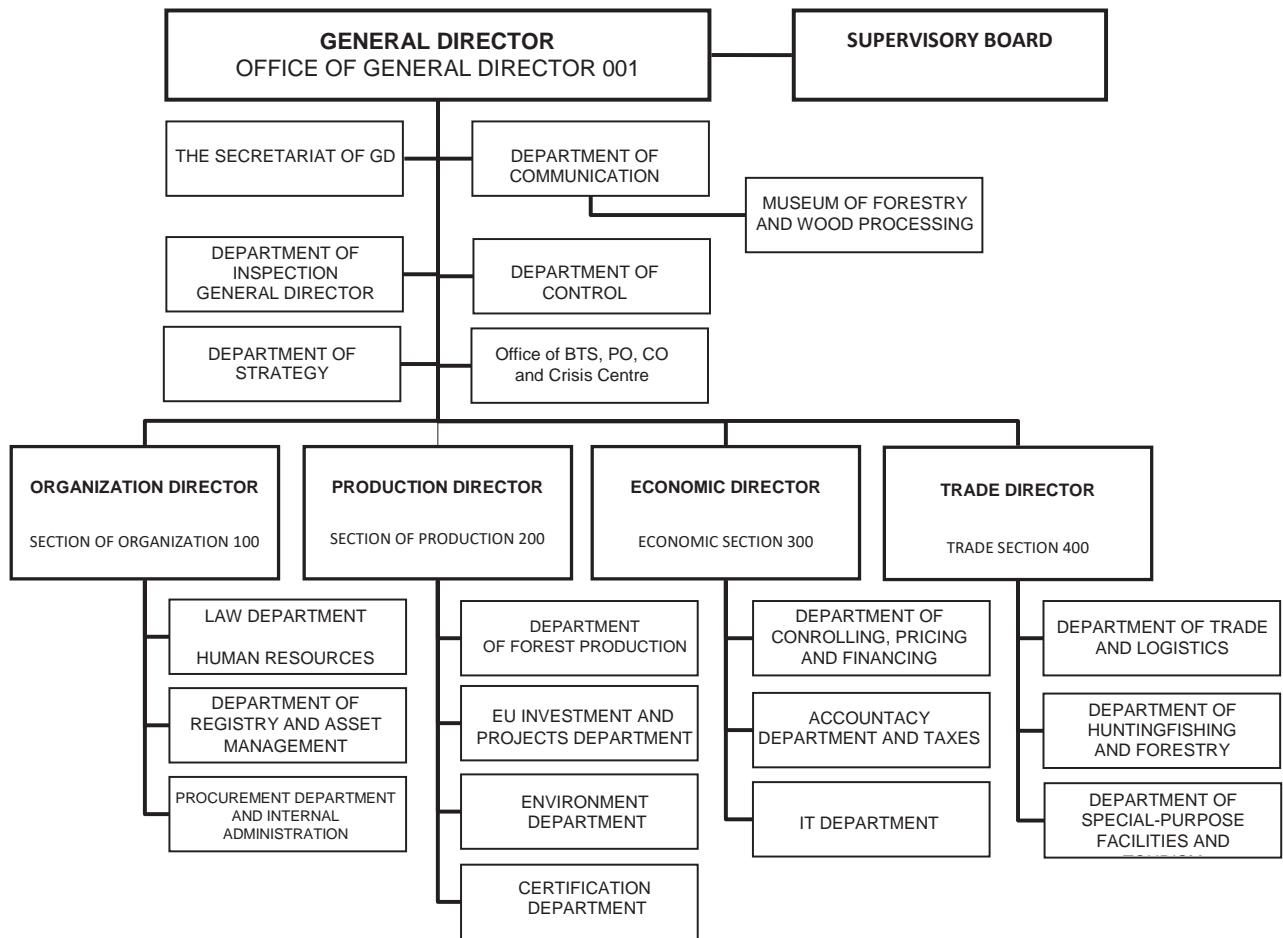 GENERAL DIRECTOR
OFFICE OF GENERAL DIRECTOR 001
SUPERVISORY BOARD
THE SECRETARIAT OF GD
DEPARTMENT OF
COMMUNICATION
MUSEUM OF FORESTRY
AND WOOD PROCESSING
DEPARTMENT OF
INSPECTION
GENERAL DIRECTOR
DEPARTMENT OF
CONTROL
DEPARTMENT OF
STRATEGY
Office of BTS, PO, CO
and Crisis Centre
ORGANIZATION DIRECTOR
SECTION OF ORGANIZATION 100
PRODUCTION DIRECTOR
SECTION OF PRODUCTION 200
ECONOMIC DIRECTOR
ECONOMIC SECTION 300
TRADE DIRECTOR
TRADE SECTION 400
LAW DEPARTMENT
HUMAN RESOURCES
DEPARTMENT OF
REGISTRY AND ASSET
MANAGEMENT
PROCUREMENT DEPARTMENT
AND INTERNAL
ADMINISTRATION
DEPARTMENT
OF FOREST PRODUCTION
EU INVESTMENT AND
PROJECTS DEPARTMENT
ENVIRONMENT
DEPARTMENT
CERTIFICATION
DEPARTMENT
DEPARTMENT OF
CONROLLING, PRICING
AND FINANCING
ACCOUNTACY
DEPARTMENT AND TAXES
IT DEPARTMENT
DEPARTMENT OF TRADE
AND LOGISTICS
DEPARTMENT OF
HUNTINGFISHING
AND FORESTRY
DEPARTMENT OF
SPECIAL-PURPOSE
FACILITIES AND